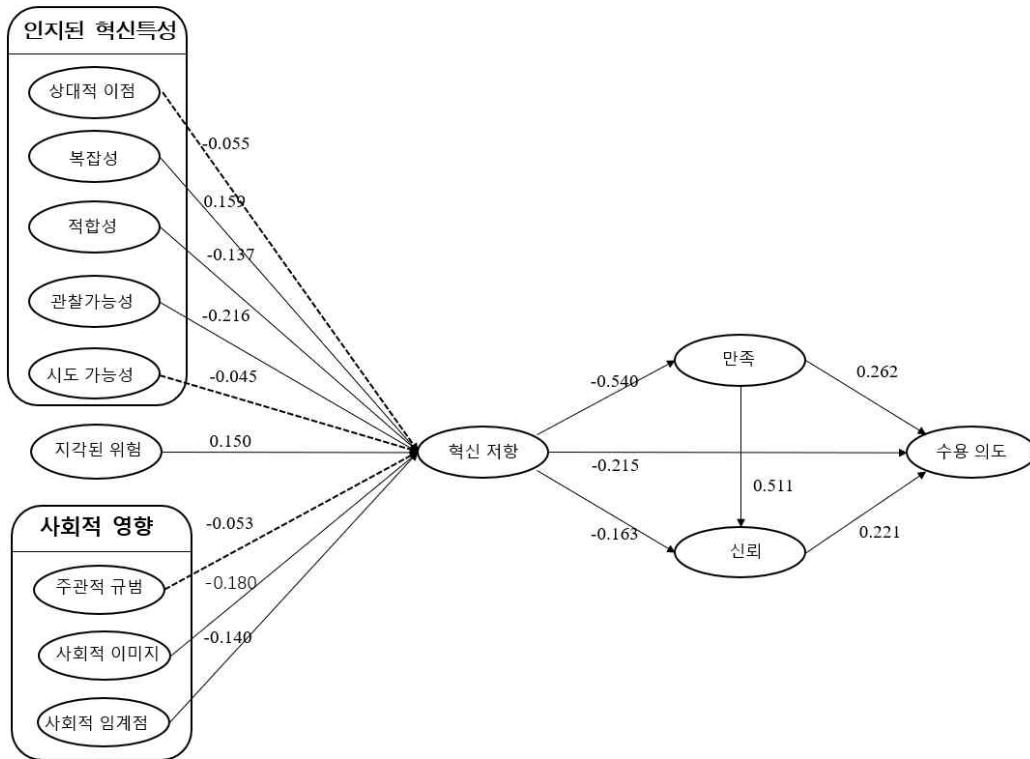 인지된 혁신특성
상대적 이점
-0.055
복잡성
0.159
적합성
-0.137
관찰가능성
-0.216
시도 가능성
-0.045
지각된 위험
0.150
사회적 영향
-0.053
주관적 규범
-0.180
사회적 이미지
-0.140
사회적 임계점
혁신 저항
-0.540
만족
0.262
-0.215
0.511
수용 의도
-0.163
신뢰
0.221